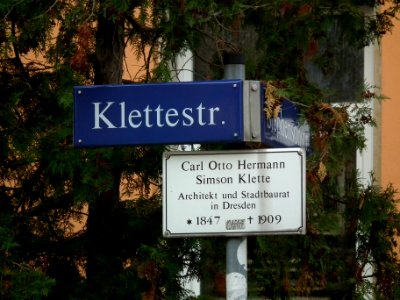 Klettestr.
Carl Otto Hermann
Simson Klette
Architekt und Stadtbaurat
in Dresden
* 1847 † 1909